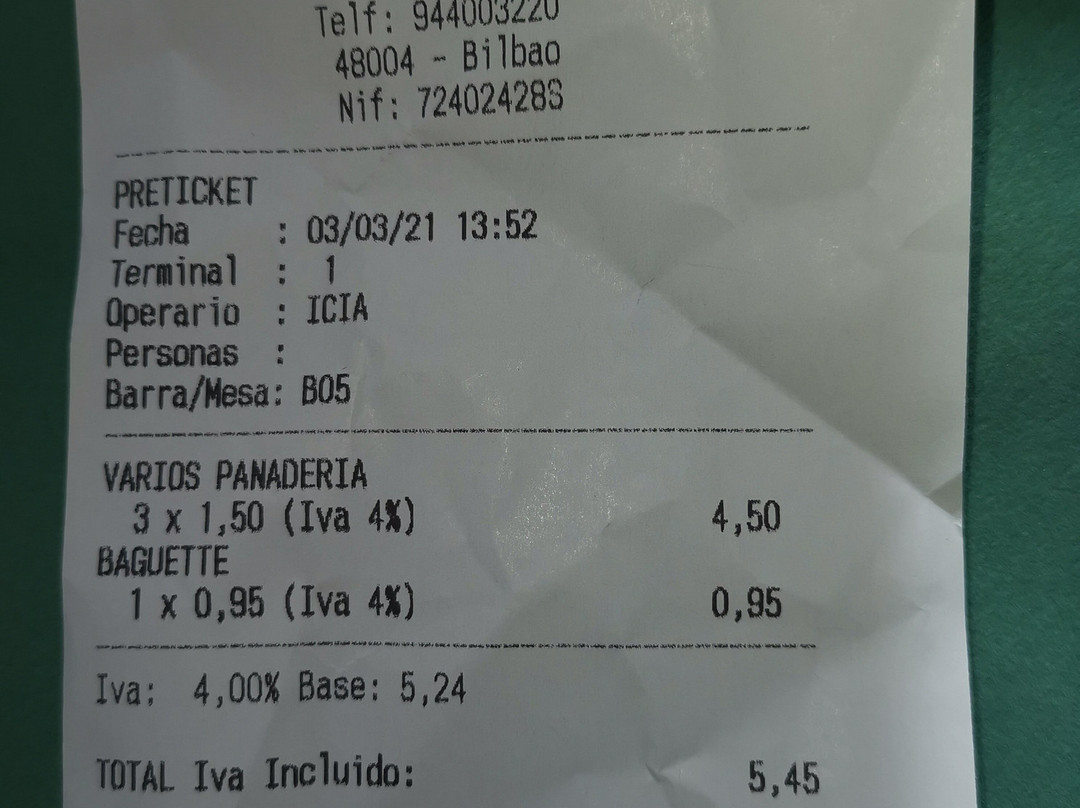 Telf: 944003220
48004 - Bilbao
Nif: 72402428S
PRETICKET
Fecha : 03/03/21 13:52
Terminal : 1
Operario : ICIA
Personas :
Barra/Mesa: B05
VARIOS PANADERIA
3 x 1,50 (Iva 4%) 4,50
BAGUETTE
1 x 0,95 (Iva 4%) 0,95
Iva: 4,00% Base: 5,24
TOTAL Iva Incluido: 5,45